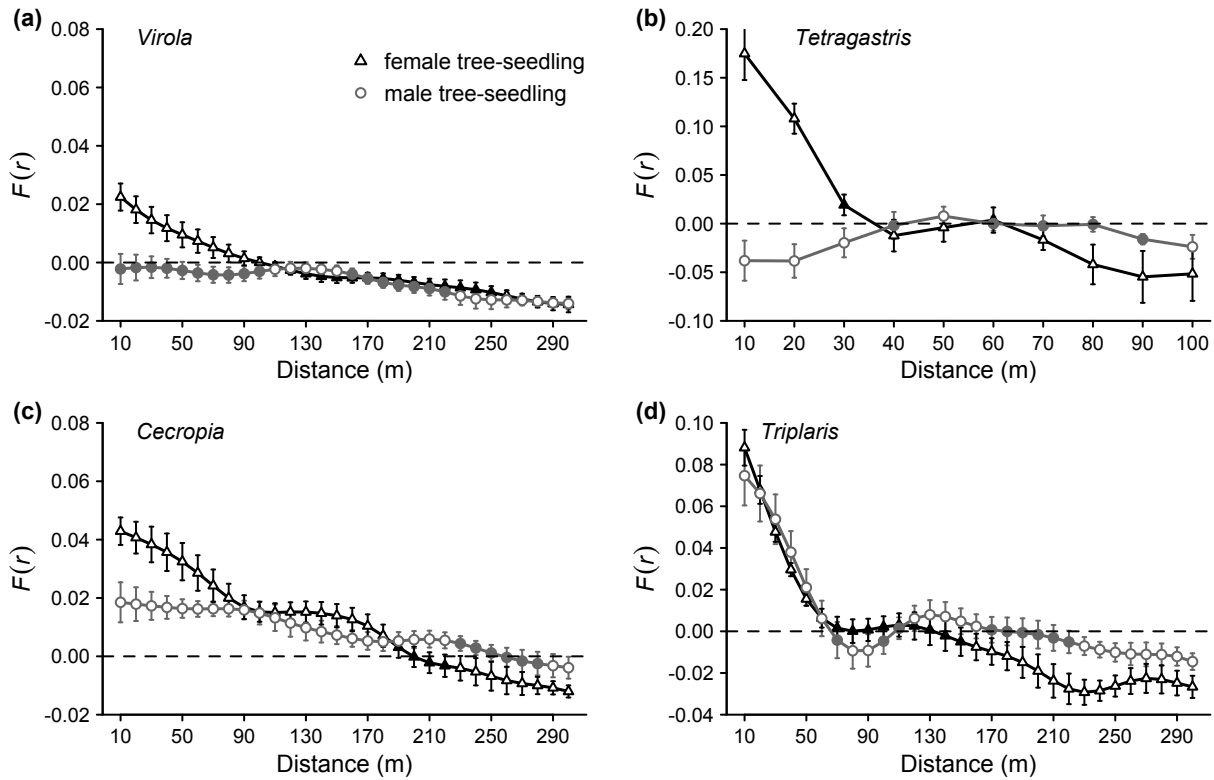 (a)
Virola
female tree-seedling
male tree-seedling
0.08
0.06
0.04
0.02
0.00
-0.02
F(r)
10 50 90 130 170 210 250 290
Distance (m)
(b)
Tetragastris
0.20
0.15
0.10
0.05
0.00
-0.05
-0.10
F(r)
10 20 30 40 50 60 70 80 90 100
Distance (m)
(c)
Cecropia
0.08
0.06
0.04
0.02
0.00
-0.02
F(r)
10 50 90 130 170 210 250 290
Distance (m)
(d)
Triplaris
0.10
0.08
0.06
0.04
0.02
0.00
-0.02
-0.04
F(r)
10 50 90 130 170 210 250 290
Distance (m)